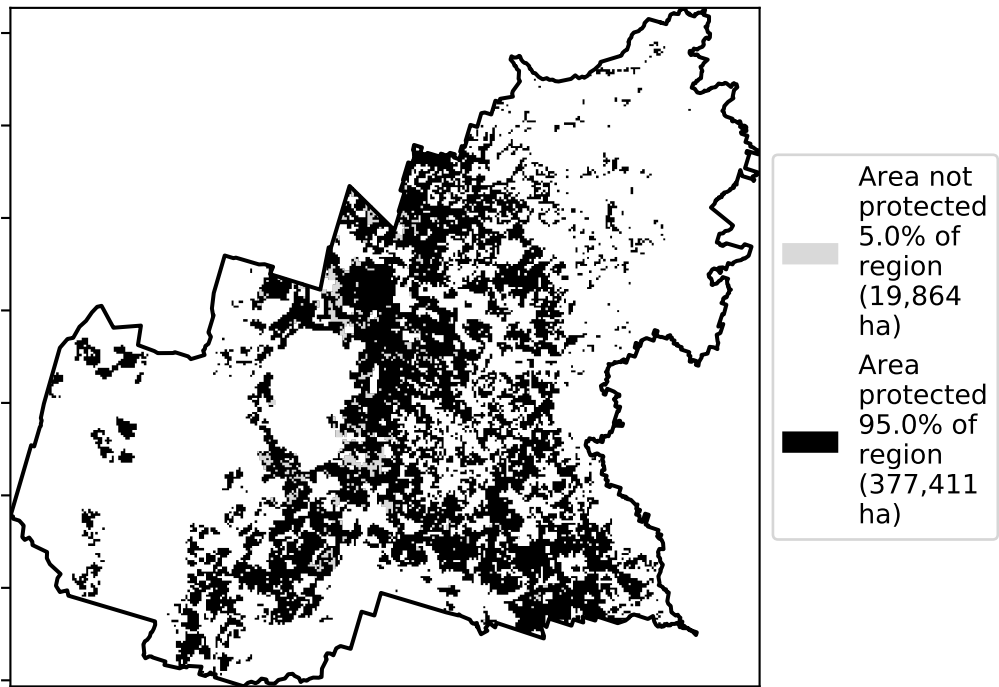 Area not
protected
5.0% of
region
(19,864
ha)
Area
protected
95.0% of
region
(377,411
ha)